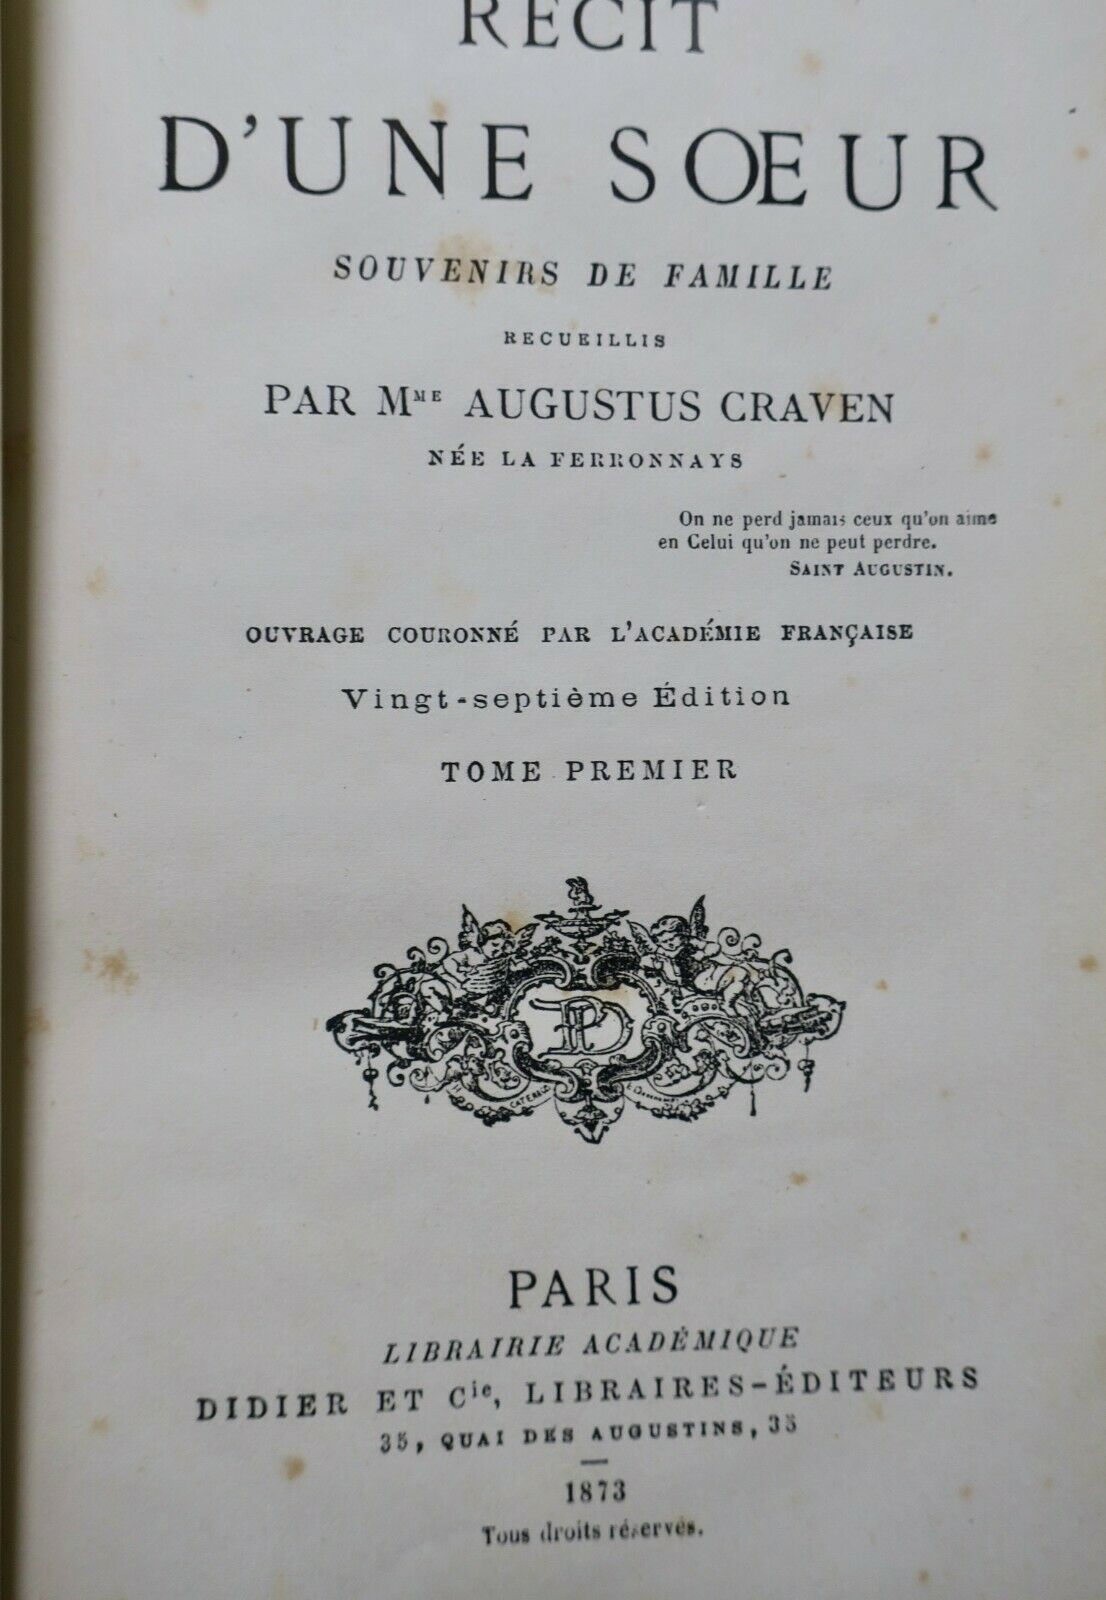 RÉCIT
D'UNE SŒUR
SOUVENIRS DE FAMILLE
RECUEILLIS
PAR Mᴹᴱ AUGUSTUS CRAVEN
NÉE LA FERRONNAYS
On ne perd jamais ceux qu'on aime
en Celui qu'on ne peut perdre.
SAINT AUGUSTIN.
OUVRAGE COURONNÉ PAR L'ACADÉMIE FRANÇAISE
Vingt-septième Édition
TOME PREMIER
PARIS
LIBRAIRIE ACADÉMIQUE
DIDIER ET Cⁱᵉ, LIBRAIRES-ÉDITEURS
35, QUAI DES AUGUSTINS, 35
1873
Tous droits réservés.